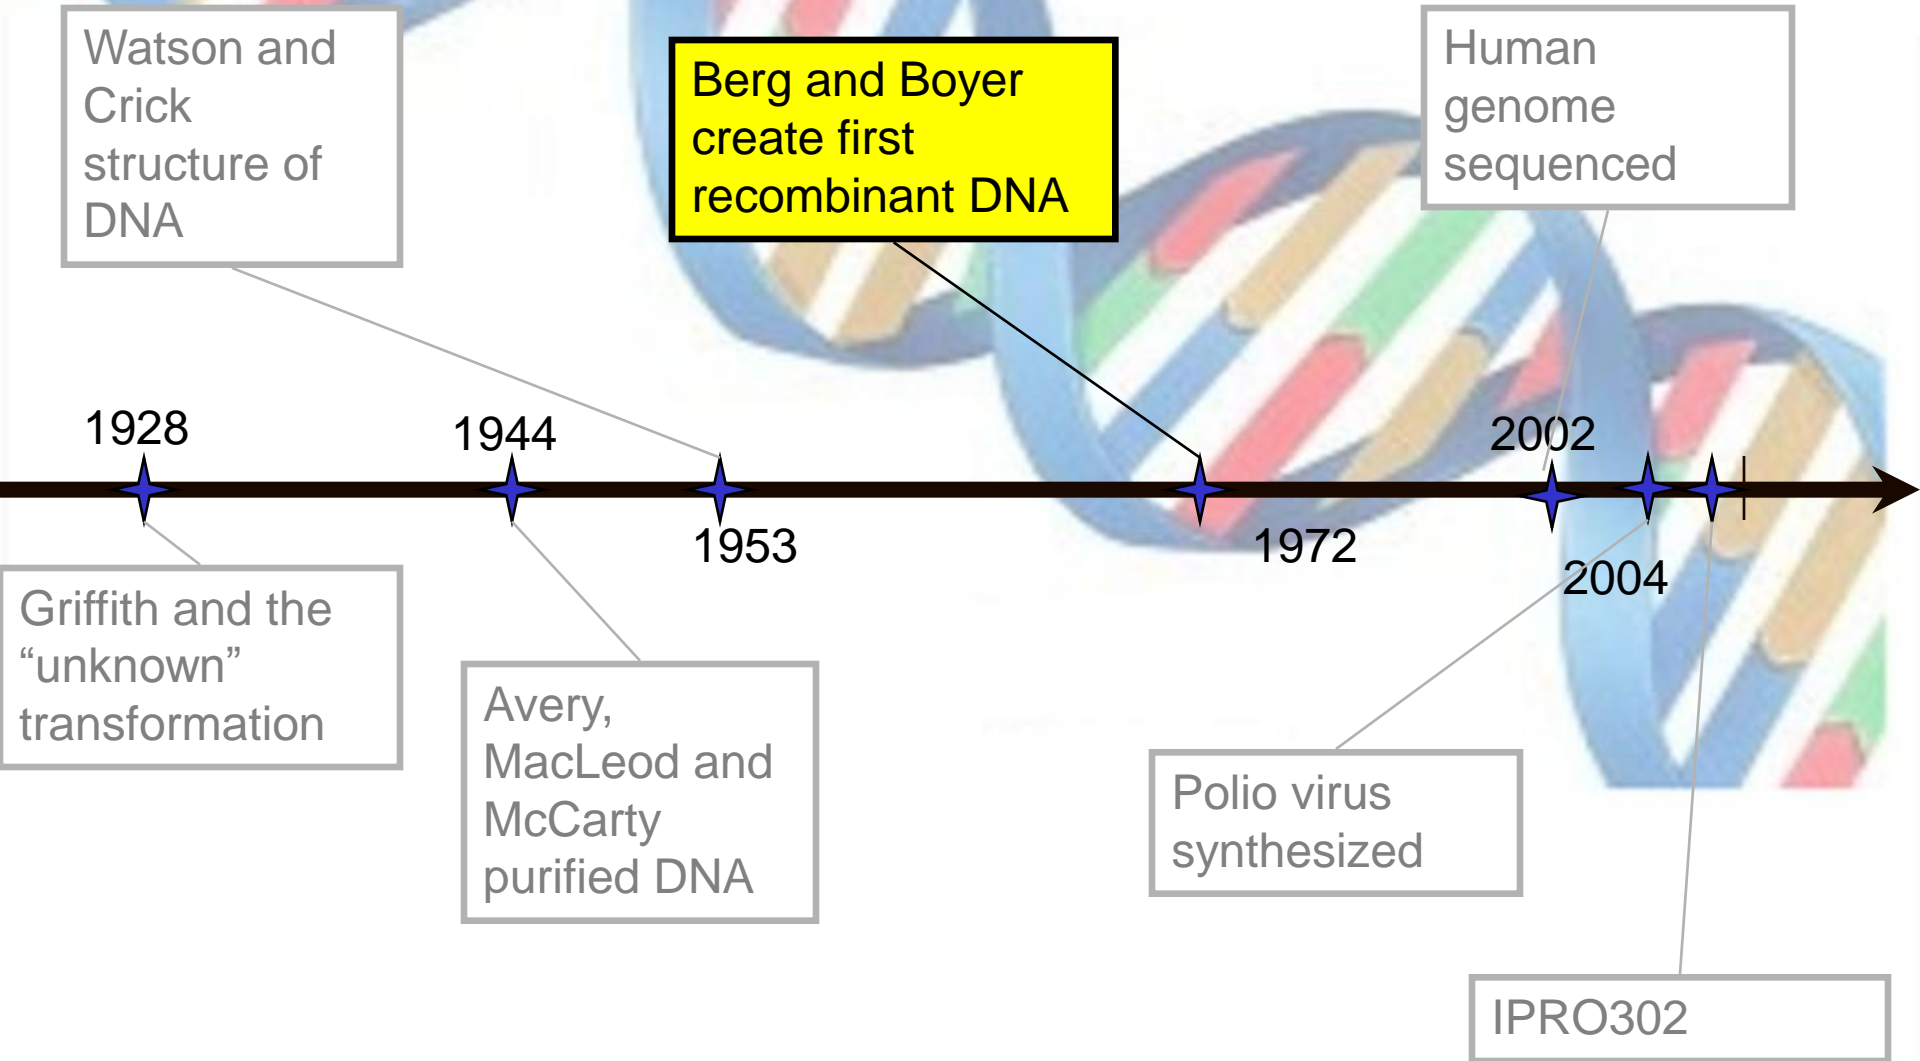 Watson and
Crick
structure of
DNA
Berg and Boyer
create first
recombinant DNA
Human
genome
sequenced
1928
1944
2002
1953
1972
2004
Griffith and the
“unknown”
transformation
Avery,
MacLeod and
McCarty
purified DNA
Polio virus
synthesized
IPRO302